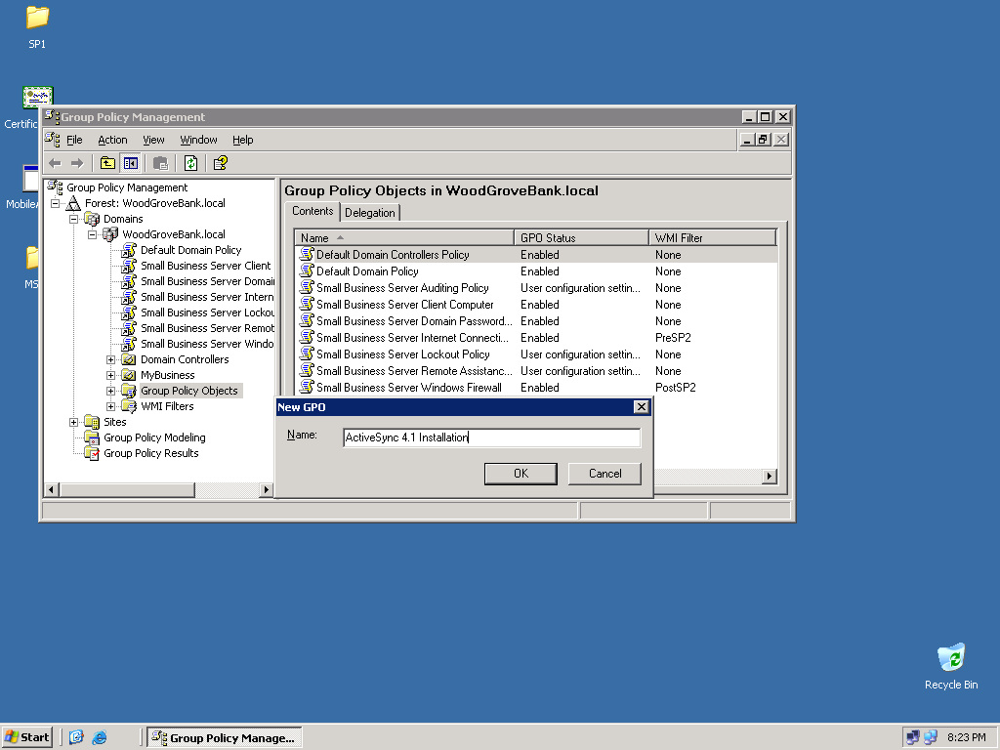 SP1
Certific
MobileA
MS
Group Policy Management
File Action View Window Help
Group Policy Management
Forest: WoodGroveBank.local
Domains
WoodGroveBank.local
Default Domain Policy
Small Business Server Client
Small Business Server Domai
Small Business Server Intern
Small Business Server Lockou
Small Business Server Remot
Small Business Server Windo
Domain Controllers
MyBusiness
Group Policy Objects
WMI Filters
Sites
Group Policy Modeling
Group Policy Results
Group Policy Objects in WoodGroveBank.local
Contents Delegation
Name GPO Status WMI Filter
Default Domain Controllers Policy Enabled None
Default Domain Policy Enabled None
Small Business Server Auditing Policy User configuration settin... None
Small Business Server Client Computer Enabled None
Small Business Server Domain Password... Enabled None
Small Business Server Internet Connecti... Enabled PreSP2
Small Business Server Lockout Policy User configuration settin... None
Small Business Server Remote Assistanc... User configuration settin... None
Small Business Server Windows Firewall Enabled PostSP2
New GPO
Name: ActiveSync 4.1 Installation
OK Cancel
Recycle Bin
Start Group Policy Manage... 8:23 PM